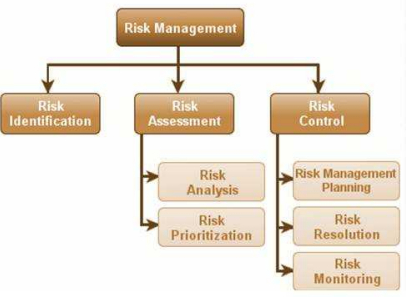 Risk Management
Risk
Identification
Risk
Assessment
Risk
Control
Risk
Analysis
Risk
Prioritization
Risk Management
Planning
Risk
Resolution
Risk
Monitoring